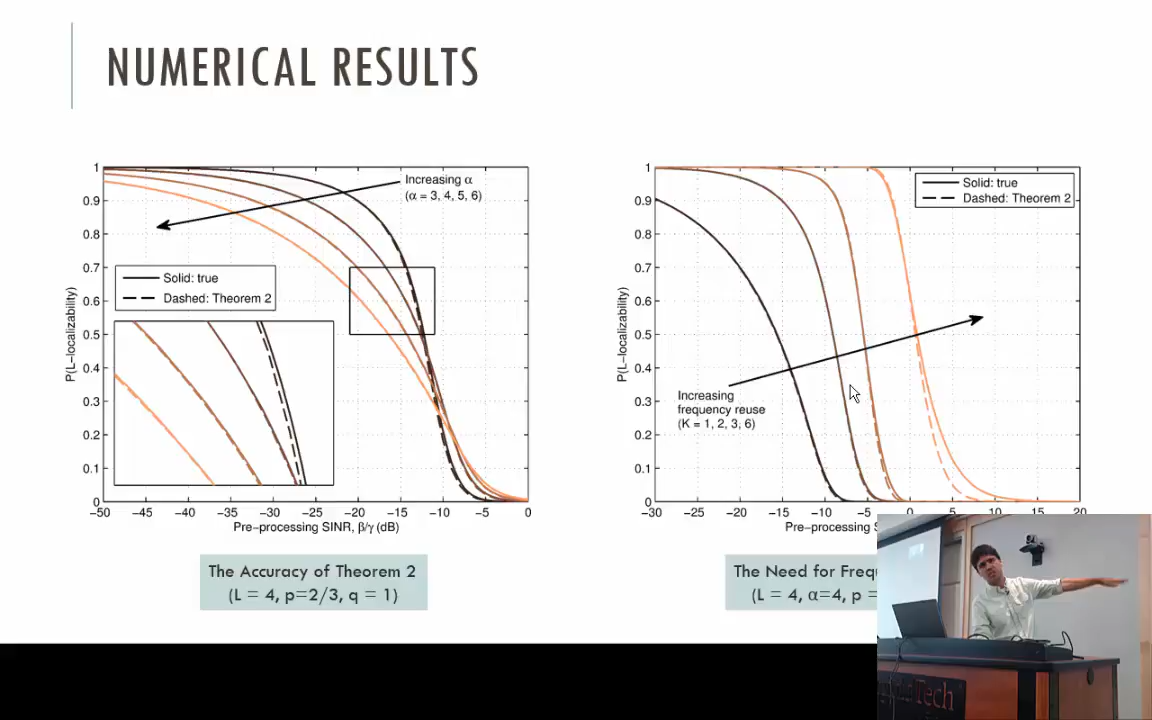 NUMERICAL RESULTS
1
0.9
0.8
0.7
0.6
0.5
0.4
0.3
0.2
0.1
0
P(L-localizability)
Increasing α
(α = 3, 4, 5, 6)
Solid: true
Dashed: Theorem 2
−50 −45 −40 −35 −30 −25 −20 −15 −10 −5 0
Pre-processing SINR, β/γ (dB)
The Accuracy of Theorem 2
(L = 4, p=2/3, q = 1)
1
0.9
0.8
0.7
0.6
0.5
0.4
0.3
0.2
0.1
0
P(L-localizability)
Solid: true
Dashed: Theorem 2
Increasing
frequency reuse
(K = 1, 2, 3, 6)
−30 −25 −20 −15 −10 −5 0 5 10 15 20
Pre-processing S
The Need for Frequ
(L = 4, α=4, p =
Tech